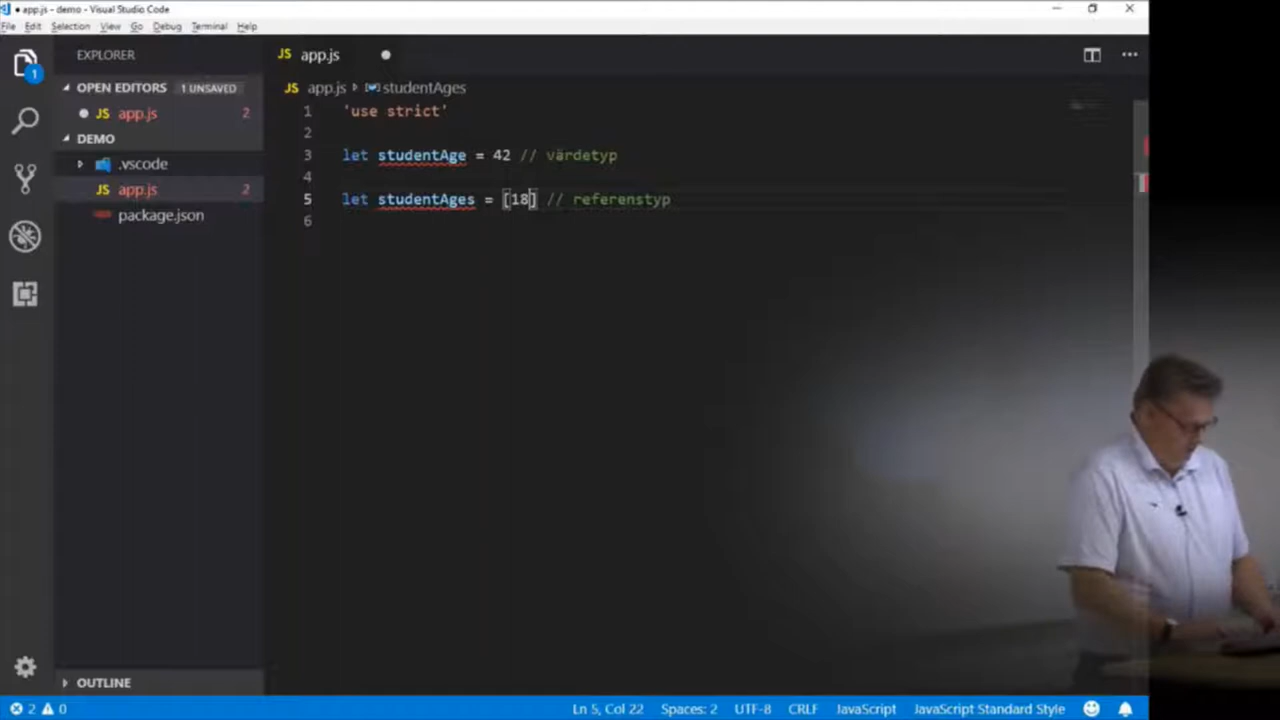 app.js - demo - Visual Studio Code
File Edit Selection View Go Debug Terminal Help
EXPLORER
JS app.js
1
OPEN EDITORS 1 UNSAVED
JS app.js 2
JS app.js studentAges
DEMO
.vscode
JS app.js 2
package.json
1 'use strict'
2
3 let studentAge = 42 // värdetyp
4
5 let studentAges = [18] // referenstyp
6
OUTLINE
2 0 Ln 5, Col 22 Spaces: 2 UTF-8 CRLF JavaScript JavaScript Standard Style